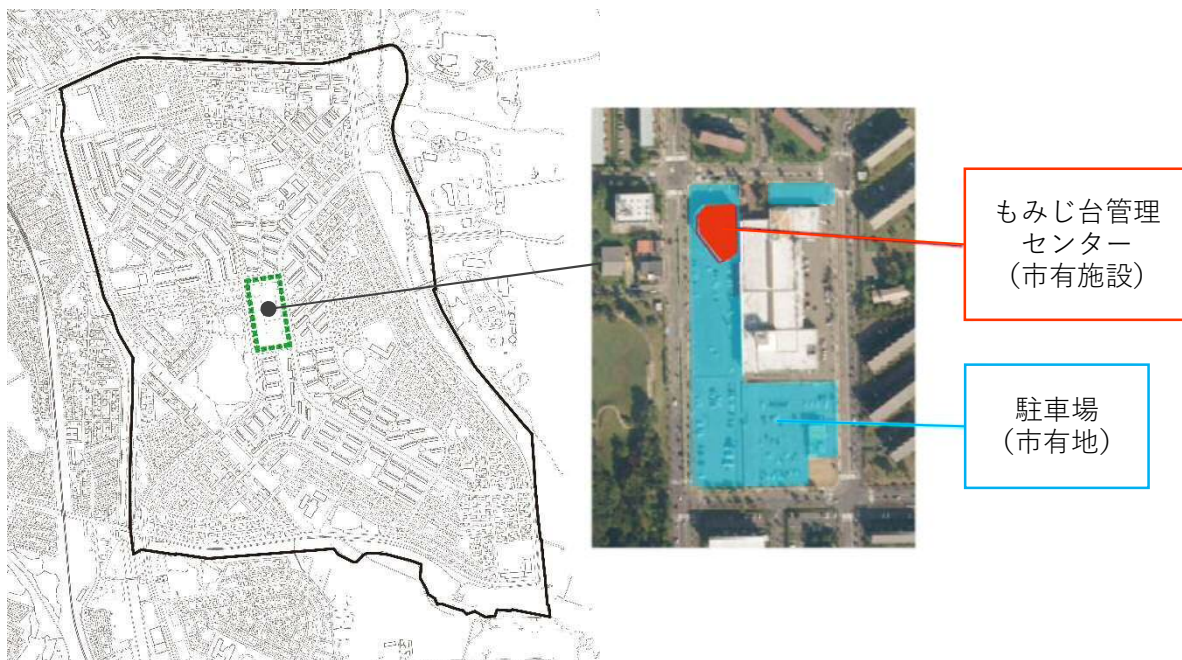 もみじ台管理
センター
（市有施設）
駐車場
（市有地）